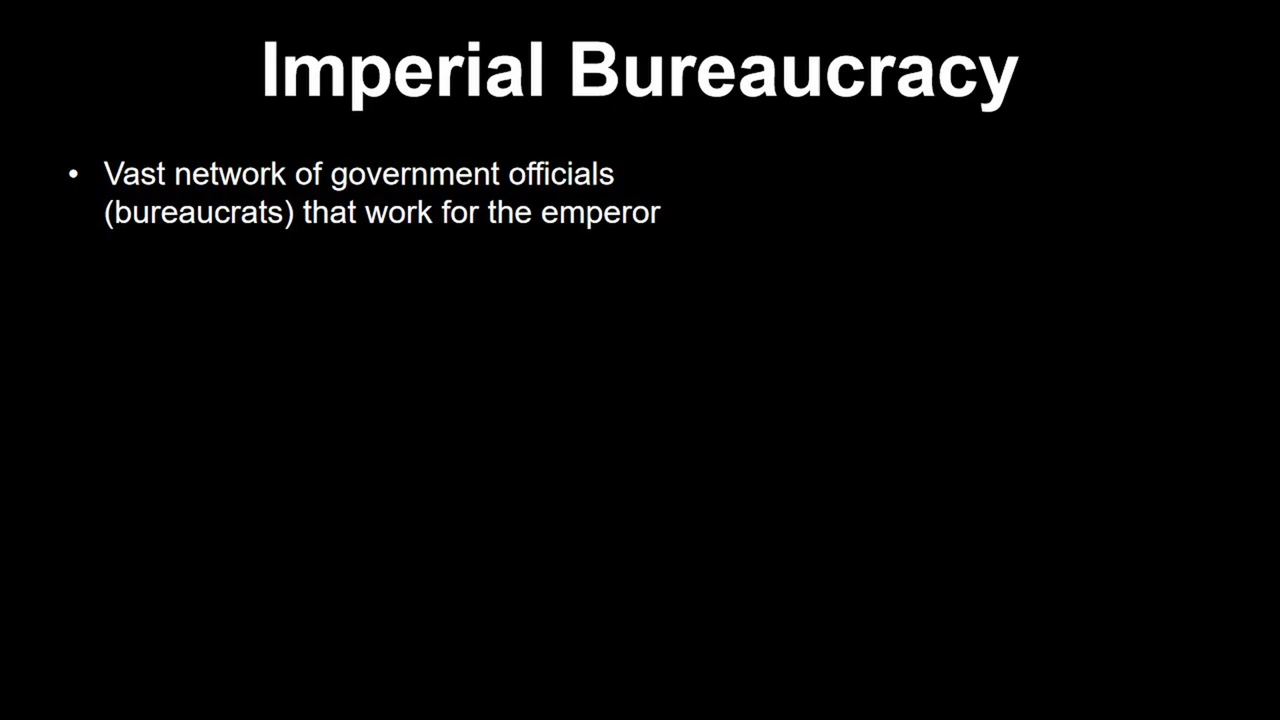 Imperial Bureaucracy
• Vast network of government officials
(bureaucrats) that work for the emperor